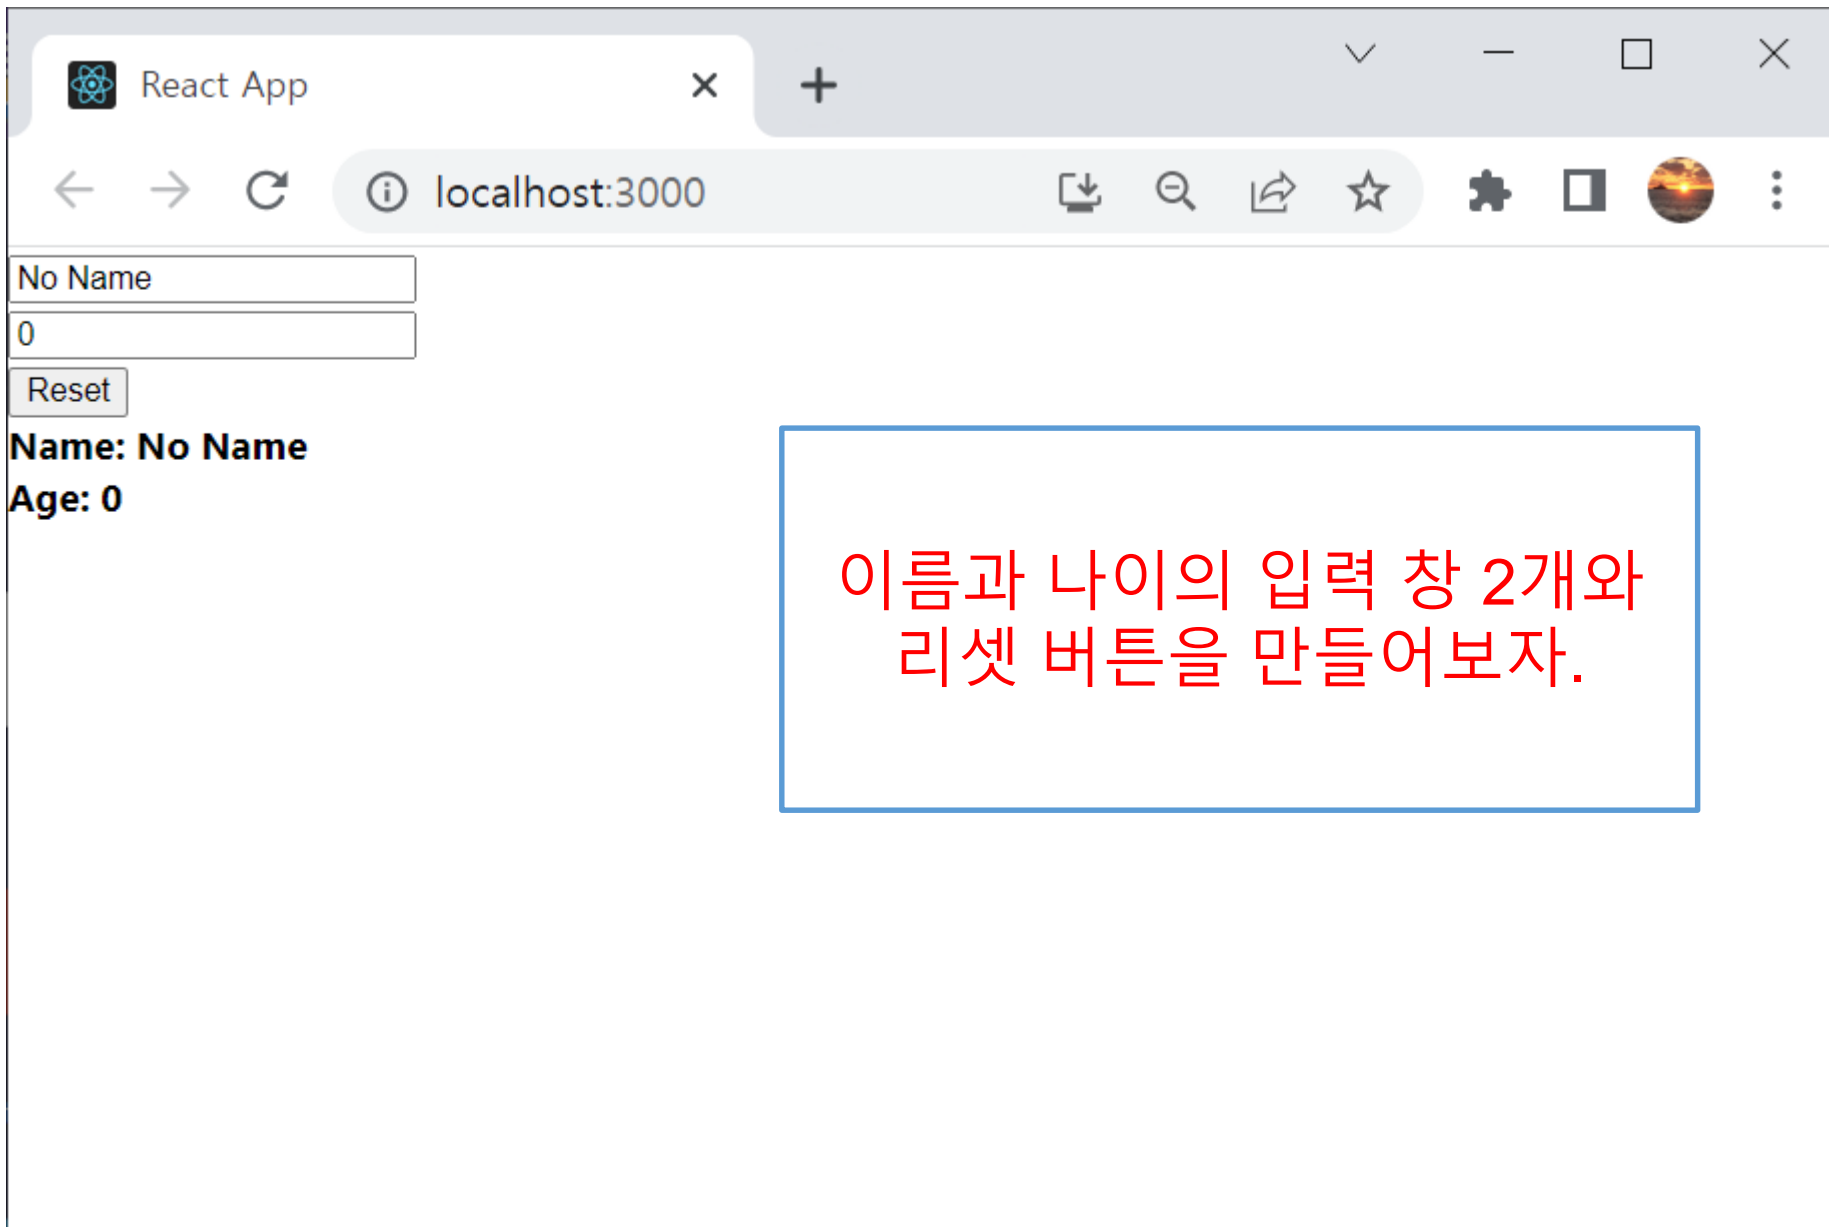 React App
localhost:3000
No Name
0
Reset
Name: No Name
Age: 0
이름과 나이의 입력 창 2개와
리셋 버튼을 만들어보자.